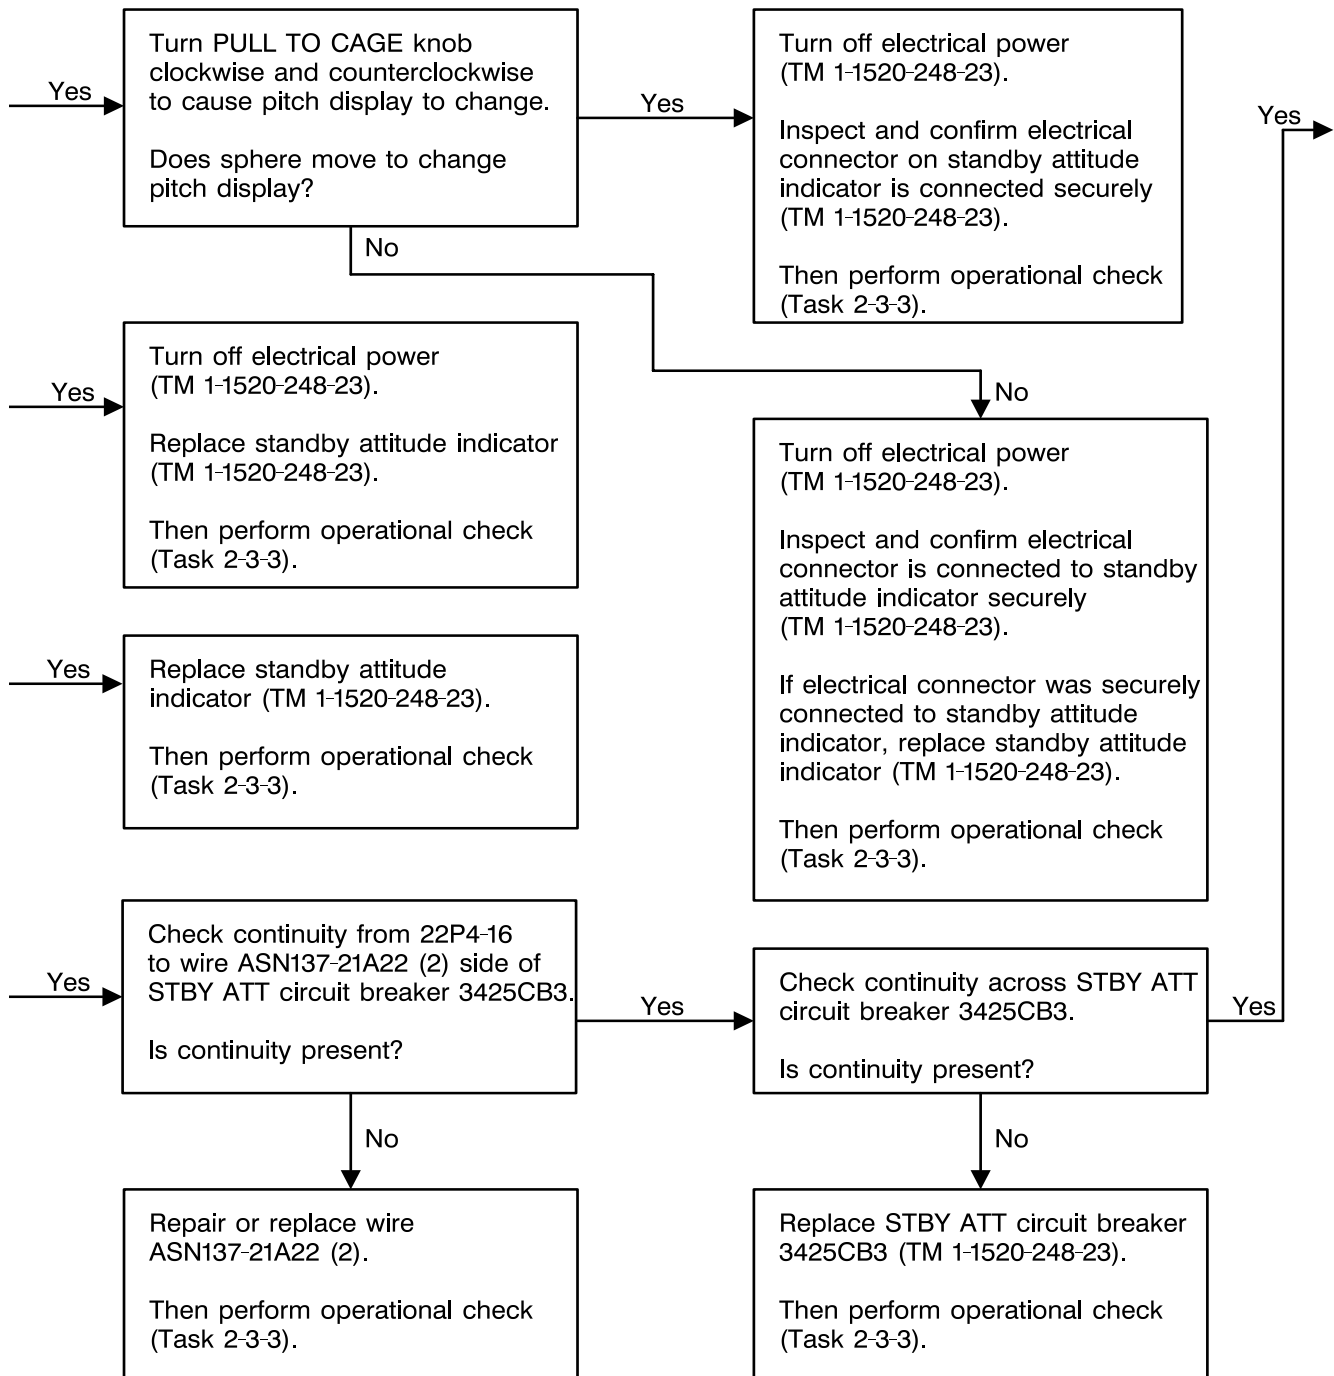 Yes
Turn PULL TO CAGE knob
clockwise and counterclockwise
to cause pitch display to change.
Does sphere move to change
pitch display?
Yes
Turn off electrical power
(TM 1-1520-248-23).
Inspect and confirm electrical
connector on standby attitude
indicator is connected securely
(TM 1-1520-248-23).
Then perform operational check
(Task 2-3-3).
Yes
No
Yes
Turn off electrical power
(TM 1-1520-248-23).
Replace standby attitude indicator
(TM 1-1520-248-23).
Then perform operational check
(Task 2-3-3).
No
Turn off electrical power
(TM 1-1520-248-23).
Inspect and confirm electrical
connector is connected to standby
attitude indicator securely
(TM 1-1520-248-23).
If electrical connector was securely
connected to standby attitude
indicator, replace standby attitude
indicator (TM 1-1520-248-23).
Then perform operational check
(Task 2-3-3).
Yes
Replace standby attitude
indicator (TM 1-1520-248-23).
Then perform operational check
(Task 2-3-3).
Yes
Check continuity from 22P4-16
to wire ASN137-21A22 (2) side of
STBY ATT circuit breaker 3425CB3.
Is continuity present?
Yes
Check continuity across STBY ATT
circuit breaker 3425CB3.
Is continuity present?
Yes
No
Repair or replace wire
ASN137-21A22 (2).
Then perform operational check
(Task 2-3-3).
No
Replace STBY ATT circuit breaker
3425CB3 (TM 1-1520-248-23).
Then perform operational check
(Task 2-3-3).